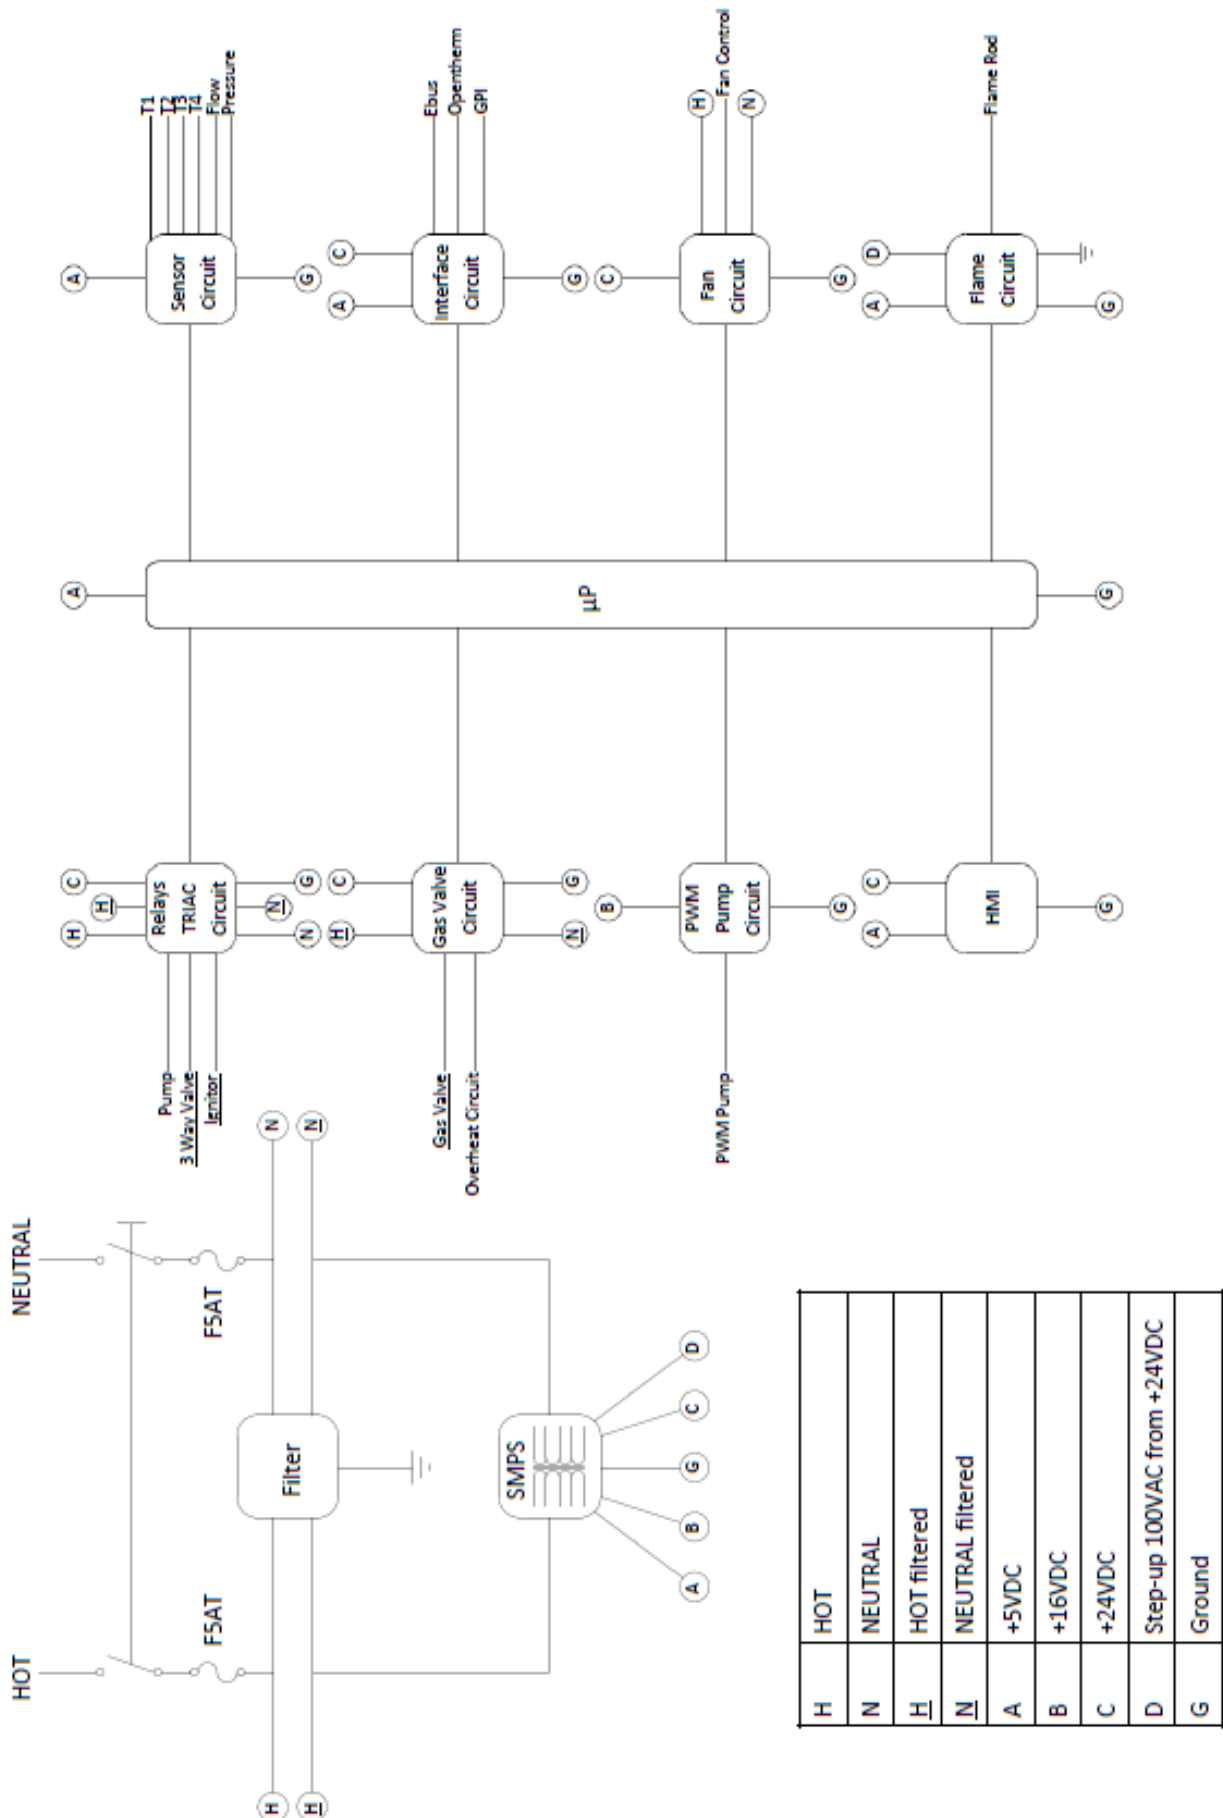 HOT
NEUTRAL
F5AT
F5AT
H
Filter
N
H
N
SMPS
A
B
G
C
D
H HOT
N NEUTRAL
H HOT filtered
N NEUTRAL filtered
A +5VDC
B +16VDC
C +24VDC
D Step-up 100VAC from +24VDC
G Ground
H
H
C
Pump
3 Way Valve
Ignitor
Relays
TRIAC
Circuit
N
N
G
H
C
Gas Valve
Overheat Circuit
Gas Valve
Circuit
N
G
B
PWM Pump
PWM
Pump
Circuit
G
A
C
HMI
G
A
µP
G
A
Sensor
Circuit
T1
T2
T3
T4
Flow
Pressure
G
A
C
Interface
Circuit
Ebus
Opentherm
GPI
G
C
Fan
Circuit
H
Fan Control
N
G
A
D
Flame
Circuit
Flame Rod
G